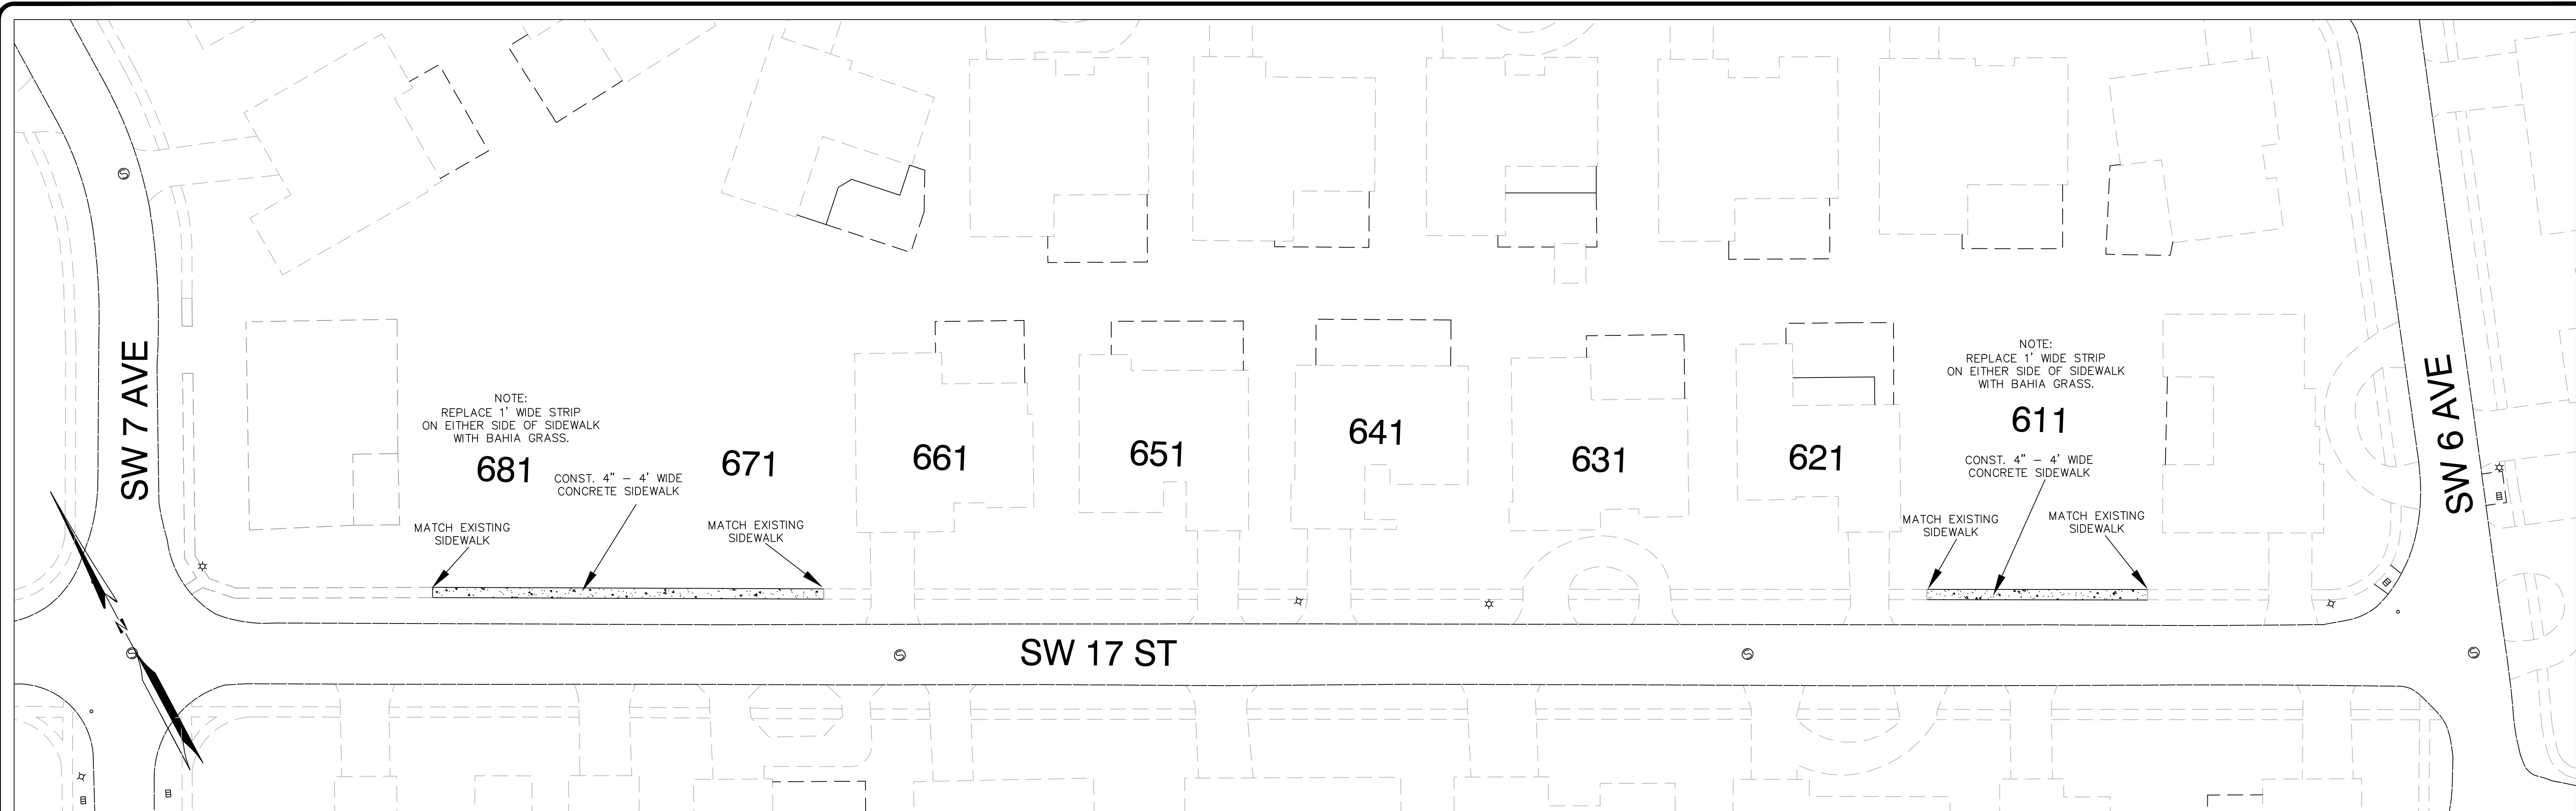 SW 7 AVE
NOTE:
REPLACE 1' WIDE STRIP
ON EITHER SIDE OF SIDEWALK
WITH BAHIA GRASS.
681
CONST. 4" – 4' WIDE
CONCRETE SIDEWALK
671
MATCH EXISTING
SIDEWALK
MATCH EXISTING
SIDEWALK
661
651
641
631
621
NOTE:
REPLACE 1' WIDE STRIP
ON EITHER SIDE OF SIDEWALK
WITH BAHIA GRASS.
611
CONST. 4" – 4' WIDE
CONCRETE SIDEWALK
MATCH EXISTING
SIDEWALK
MATCH EXISTING
SIDEWALK
SW 6 AVE
N
SW 17 ST